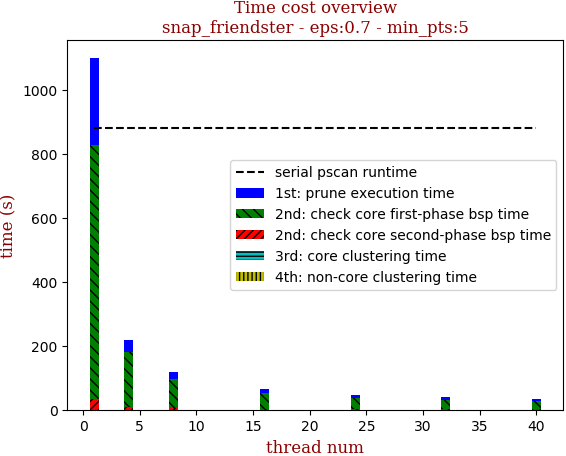 Time cost overview
snap_friendster - eps:0.7 - min_pts:5
time (s)
1000
800
600
400
200
0
serial pscan runtime
1st: prune execution time
2nd: check core first-phase bsp time
2nd: check core second-phase bsp time
3rd: core clustering time
4th: non-core clustering time
0 5 10 15 20 25 30 35 40
thread num